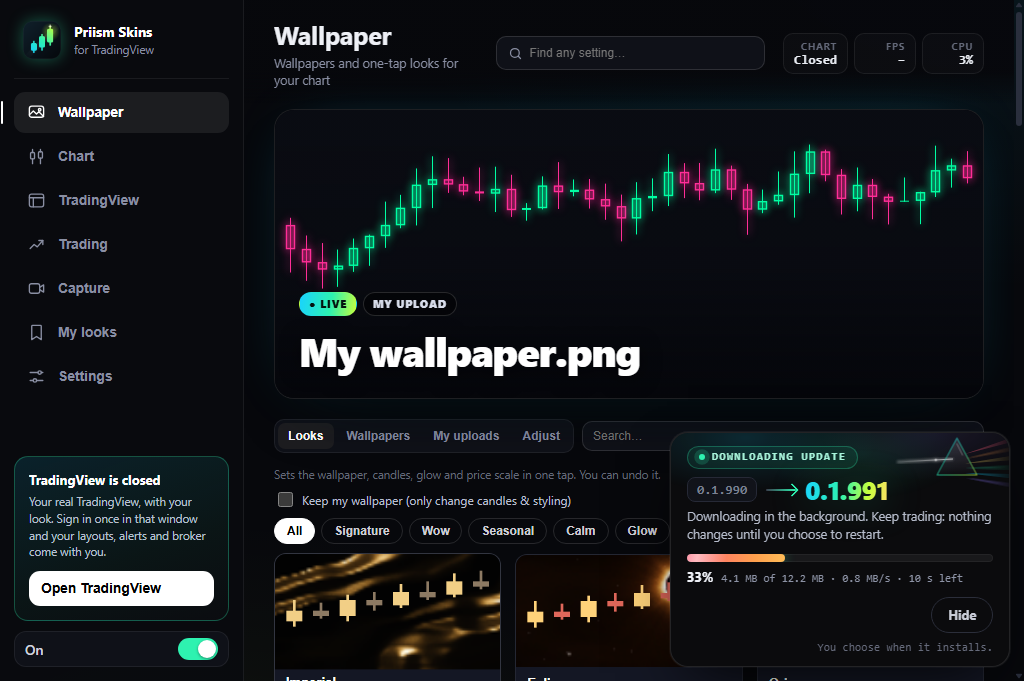 Priism Skins
for TradingView
Wallpaper
Chart
TradingView
Trading
Capture
My looks
Settings
TradingView is closed
Your real TradingView, with your
look. Sign in once in that window
and your layouts, alerts and broker
come with you.
Open TradingView
On
Wallpaper
Wallpapers and one-tap looks for
your chart
Find any setting...
CHART
Closed
FPS
–
CPU
3%
• LIVE
MY UPLOAD
My wallpaper.png
Looks
Wallpapers
My uploads
Adjust
Search...
Sets the wallpaper, candles, glow and price scale in one tap. You can undo it.
Keep my wallpaper (only change candles & styling)
All
Signature
Wow
Seasonal
Calm
Glow
Imperial
DOWNLOADING UPDATE
0.1.990
0.1.991
Downloading in the background. Keep trading: nothing
changes until you choose to restart.
33% 4.1 MB of 12.2 MB · 0.8 MB/s · 10 s left
Hide
You choose when it installs.